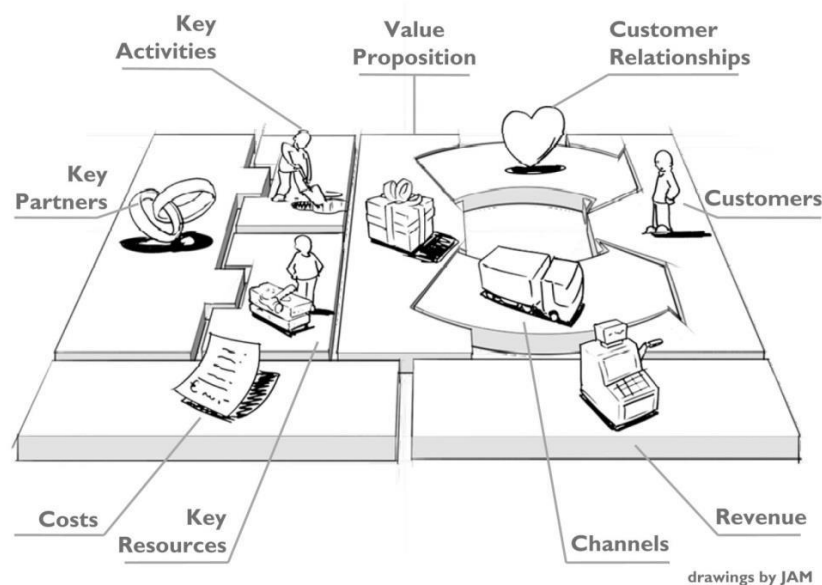 Key
Activities
Value
Proposition
Customer
Relationships
Key
Partners
Customers
Costs
Key
Resources
Channels
Revenue
drawings by JAM